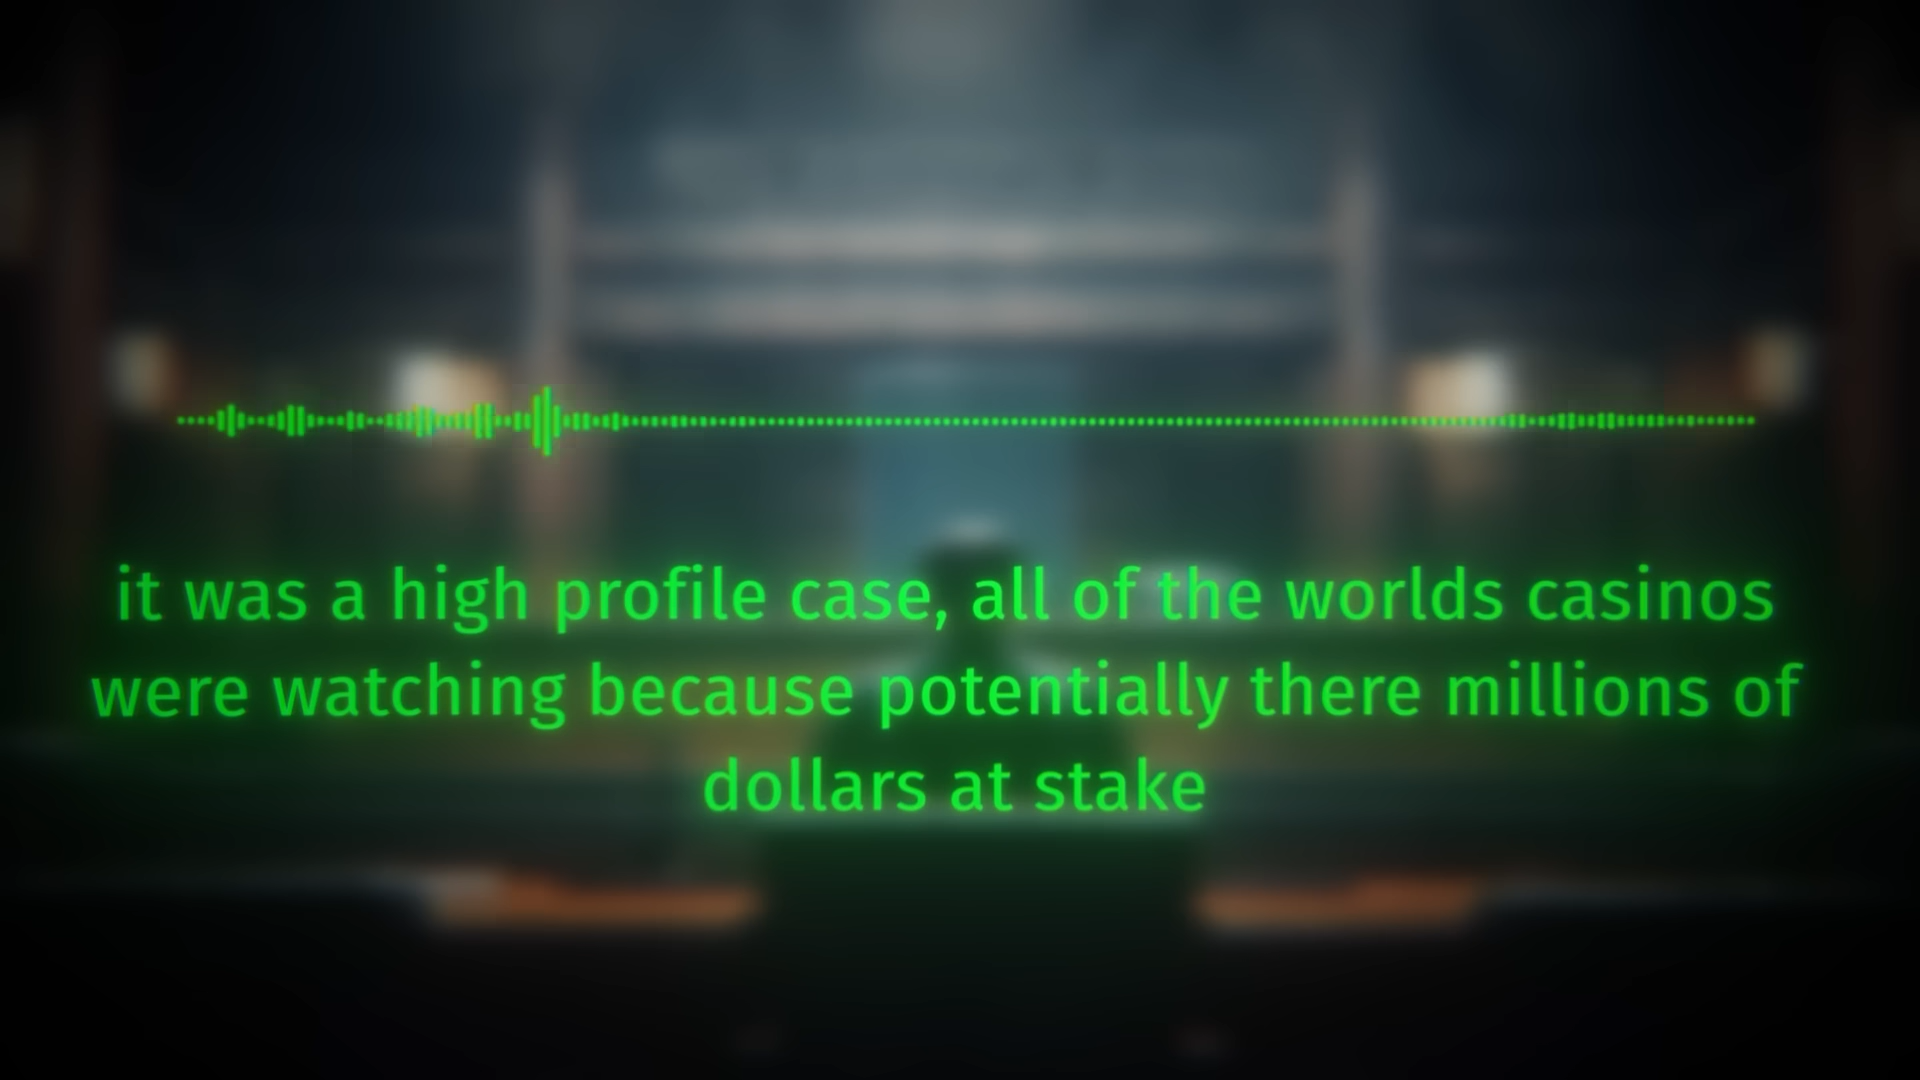 it was a high profile case, all of the worlds casinos
were watching because potentially there millions of
dollars at stake